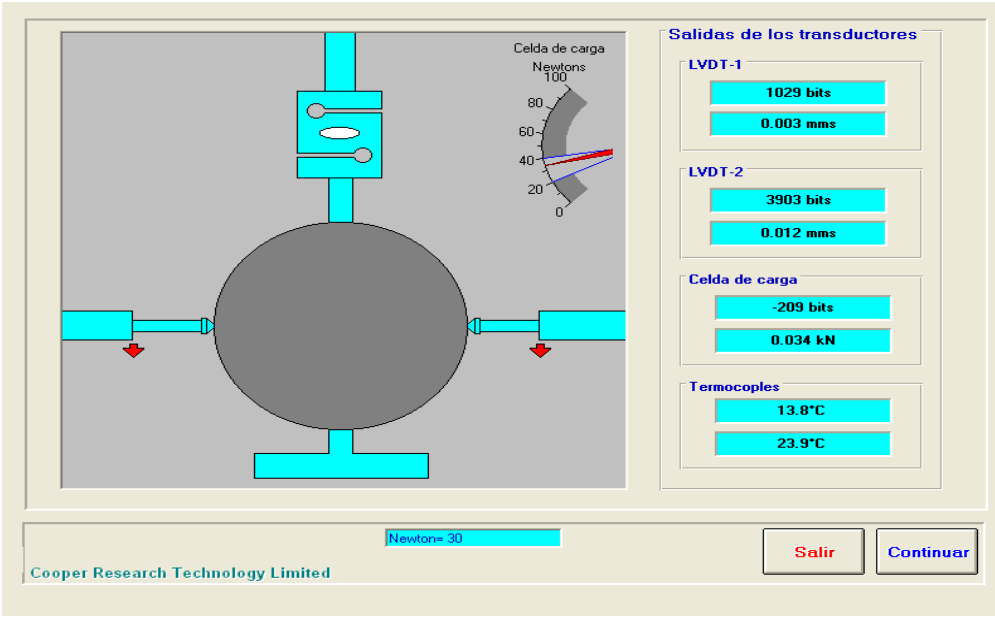 Celda de carga
Newtons
100
80
60
40
20
0
Salidas de los transductores
LVDT-1
1029 bits
0.003 mms
LVDT-2
3903 bits
0.012 mms
Celda de carga
-209 bits
0.034 kN
Termocoples
13.8°C
23.9°C
Newton= 30
Salir
Continuar
Cooper Research Technology Limited